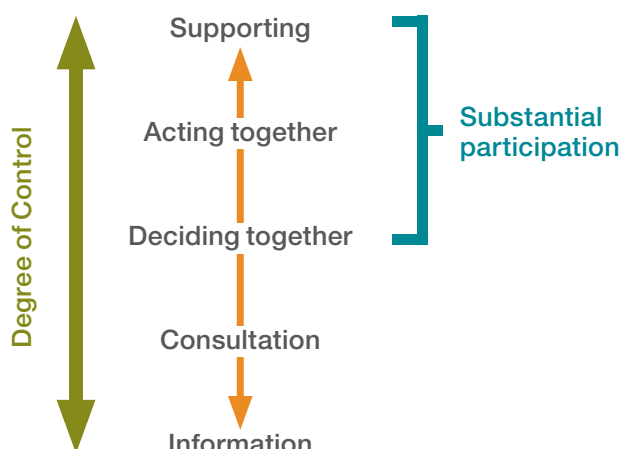 Supporting
Acting together
Substantial
participation
Degree of Control
Deciding together
Consultation
Information